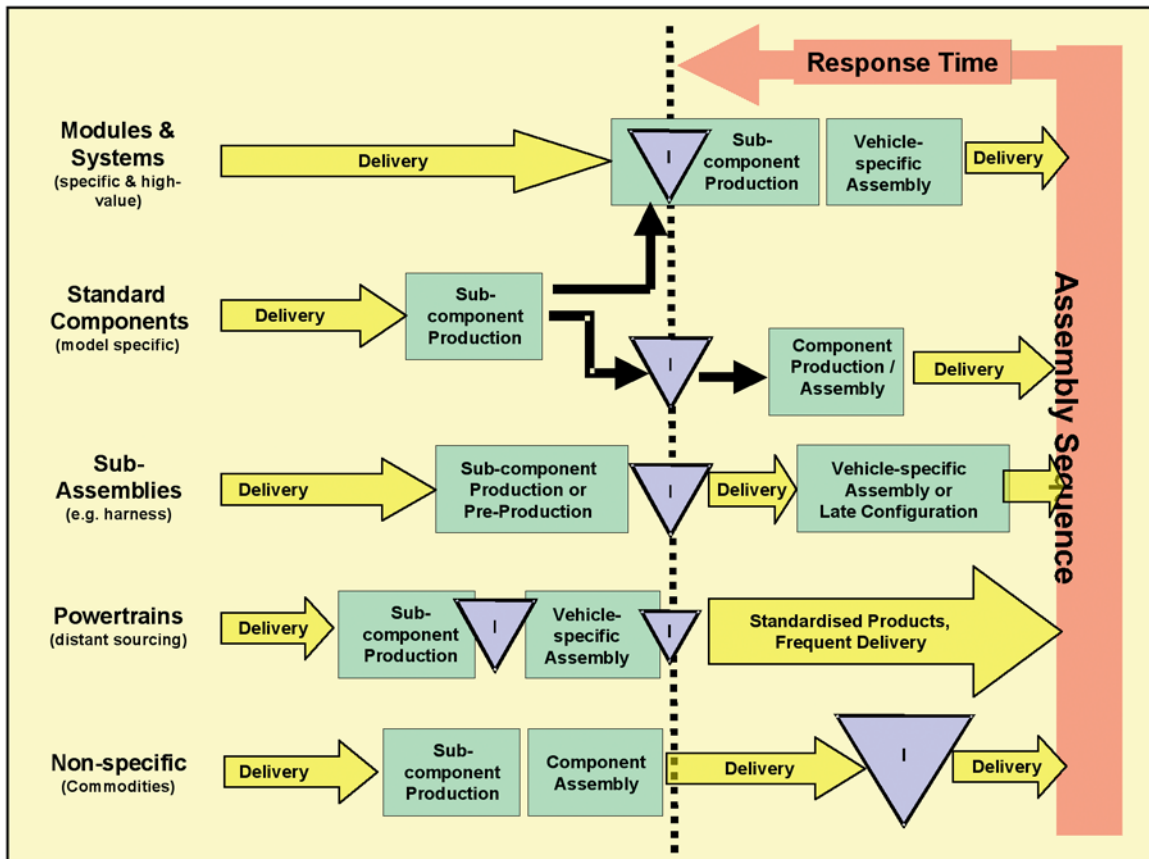 Response Time
Modules &
Systems
(specific & high-
value)
Delivery
I
Sub-
component
Production
Vehicle-
specific
Assembly
Delivery
Standard
Components
(model specific)
Delivery
Sub-
component
Production
I
Component
Production /
Assembly
Delivery
Assembly Sequence
Sub-
Assemblies
(e.g. harness)
Delivery
Sub-component
Production or
Pre-Production
I
Delivery
Vehicle-specific
Assembly or
Late Configuration
Powertrains
(distant sourcing)
Delivery
Sub-
component
Production
I
Vehicle-
specific
Assembly
I
Standardised Products,
Frequent Delivery
Non-specific
(Commodities)
Delivery
Sub-
component
Production
Component
Assembly
Delivery
I
Delivery